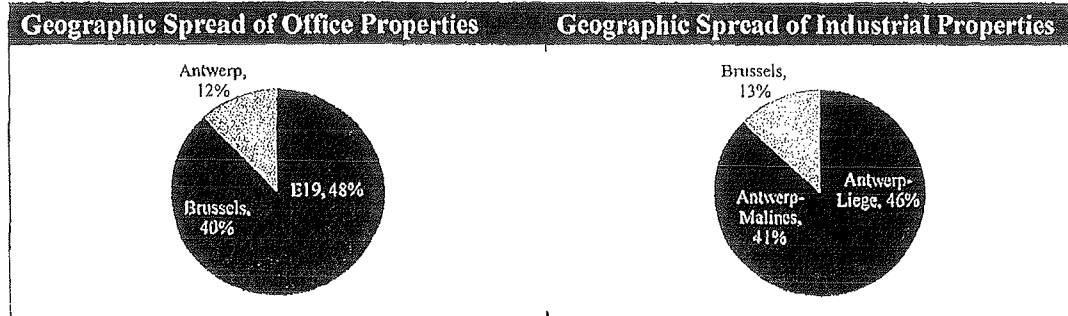 Geographic Spread of Office Properties
Antwerp,
12%
E19, 48%
Brussels,
40%
Geographic Spread of Industrial Properties
Brussels,
13%
Antwerp-
Liege, 46%
Antwerp-
Malines,
41%